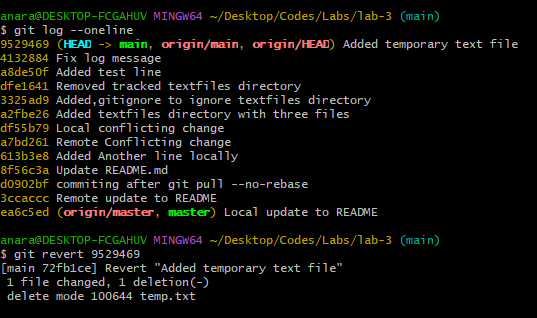 anara@DESKTOP-FCGAHUV MINGW64 ~/Desktop/Codes/Labs/lab-3 (main)
$ git log --oneline
9529469 (HEAD -> main, origin/main, origin/HEAD) Added temporary text file
4132884 Fix log message
a8de50f Added test line
dfe1641 Removed tracked textfiles directory
3325ad9 Added,gitignore to ignore textfiles directory
a2fbe26 Added textfiles directory with three files
df55b79 Local conflicting change
a7bd261 Remote Conflicting change
613b3e8 Added Another line locally
8f56c3a Update README.md
d0902bf commiting after git pull --no-rebase
3ccaccc Remote update to README
ea6c5ed (origin/master, master) Local update to README
anara@DESKTOP-FCGAHUV MINGW64 ~/Desktop/Codes/Labs/lab-3 (main)
$ git revert 9529469
[main 72fb1ce] Revert "Added temporary text file"
1 file changed, 1 deletion(-)
delete mode 100644 temp.txt